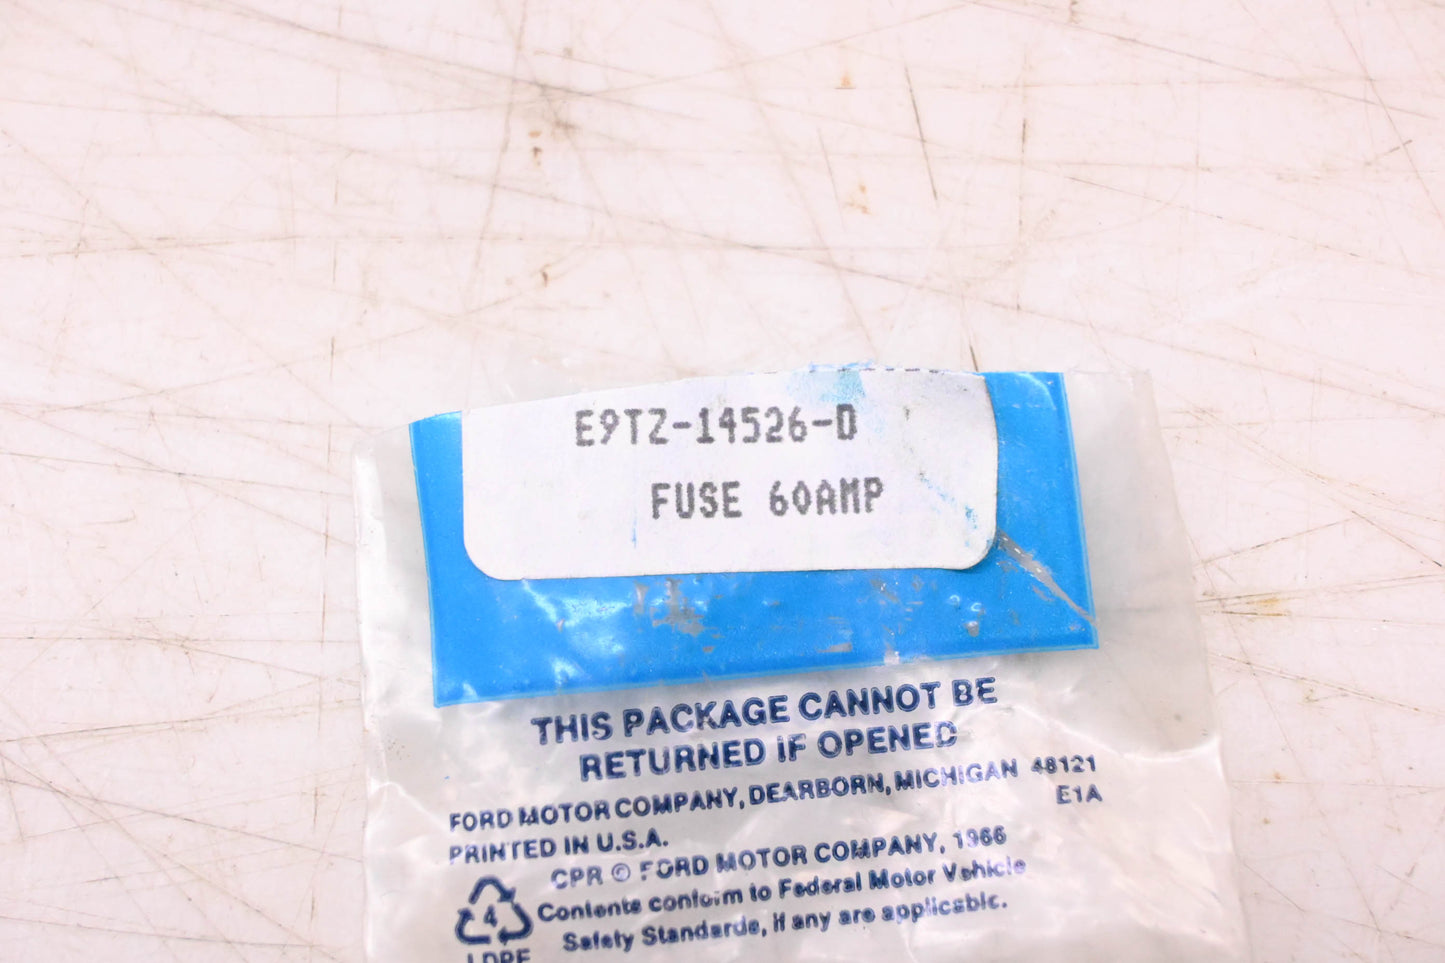 E9TZ-14526-D
FUSE 60AMP
THIS PACKAGE CANNOT BE
RETURNED IF OPENED
FORD MOTOR COMPANY, DEARBORN, MICHIGAN 48121
E1A
PRINTED IN U.S.A.
CPR © FORD MOTOR COMPANY, 1966
4
Contents conform to Federal Motor Vehicle
Safety Standards, if any are applicable.
LDPE